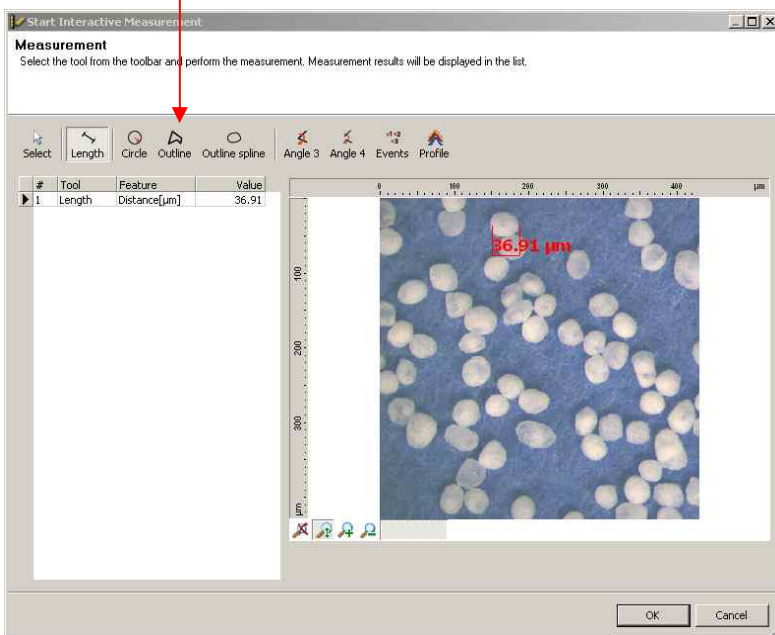 Start Interactive Measurement
Measurement
Select the tool from the toolbar and perform the measurement. Measurement results will be displayed in the list.
Select Length Circle Outline Outline spline Angle 3 Angle 4 Events Profile
# Tool Feature Value
1 Length Distance[µm] 36.91
0 100 200 300 400 µm
100
200
300
µm
36.91 µm
OK Cancel